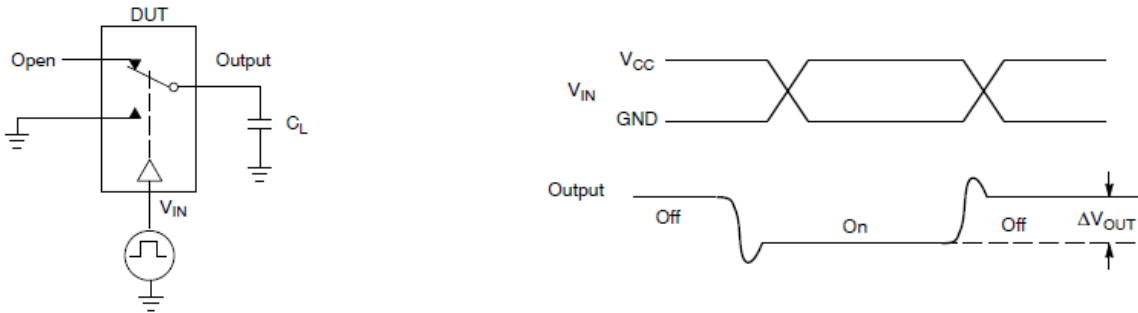 DUT
Open
Output
C_L
V_IN
V_CC
V_IN
GND
Output
Off
On
Off
ΔV_OUT